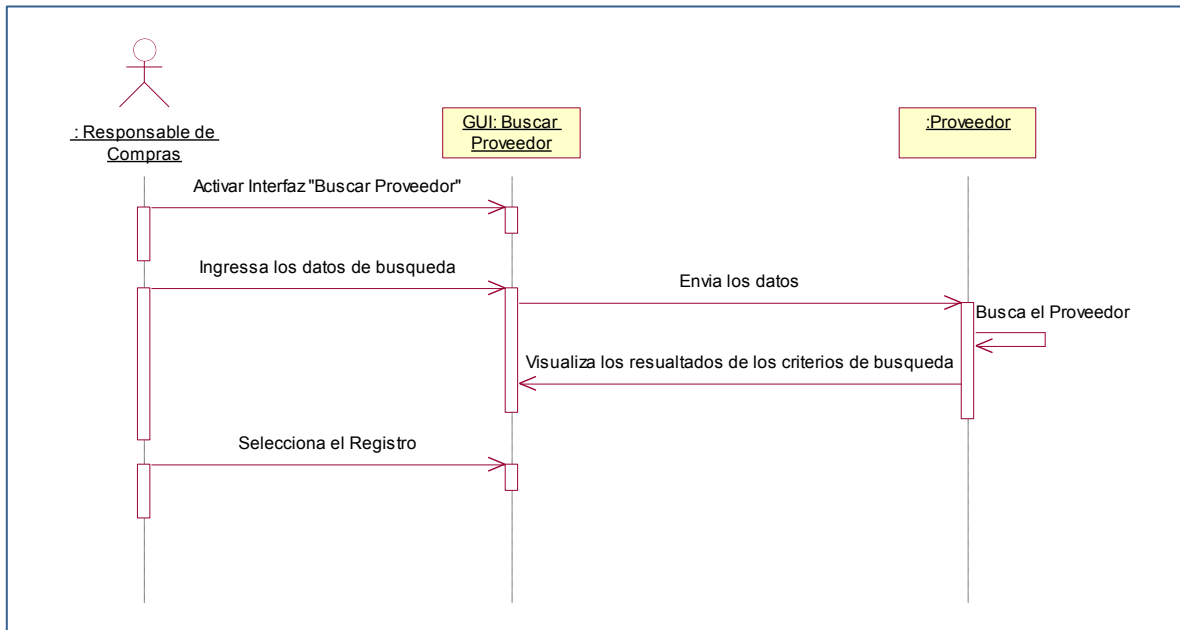 : Responsable de
Compras
GUI: Buscar
Proveedor
:Proveedor
Activar Interfaz "Buscar Proveedor"
Ingressa los datos de busqueda
Envia los datos
Busca el Proveedor
Visualiza los resualtados de los criterios de busqueda
Selecciona el Registro